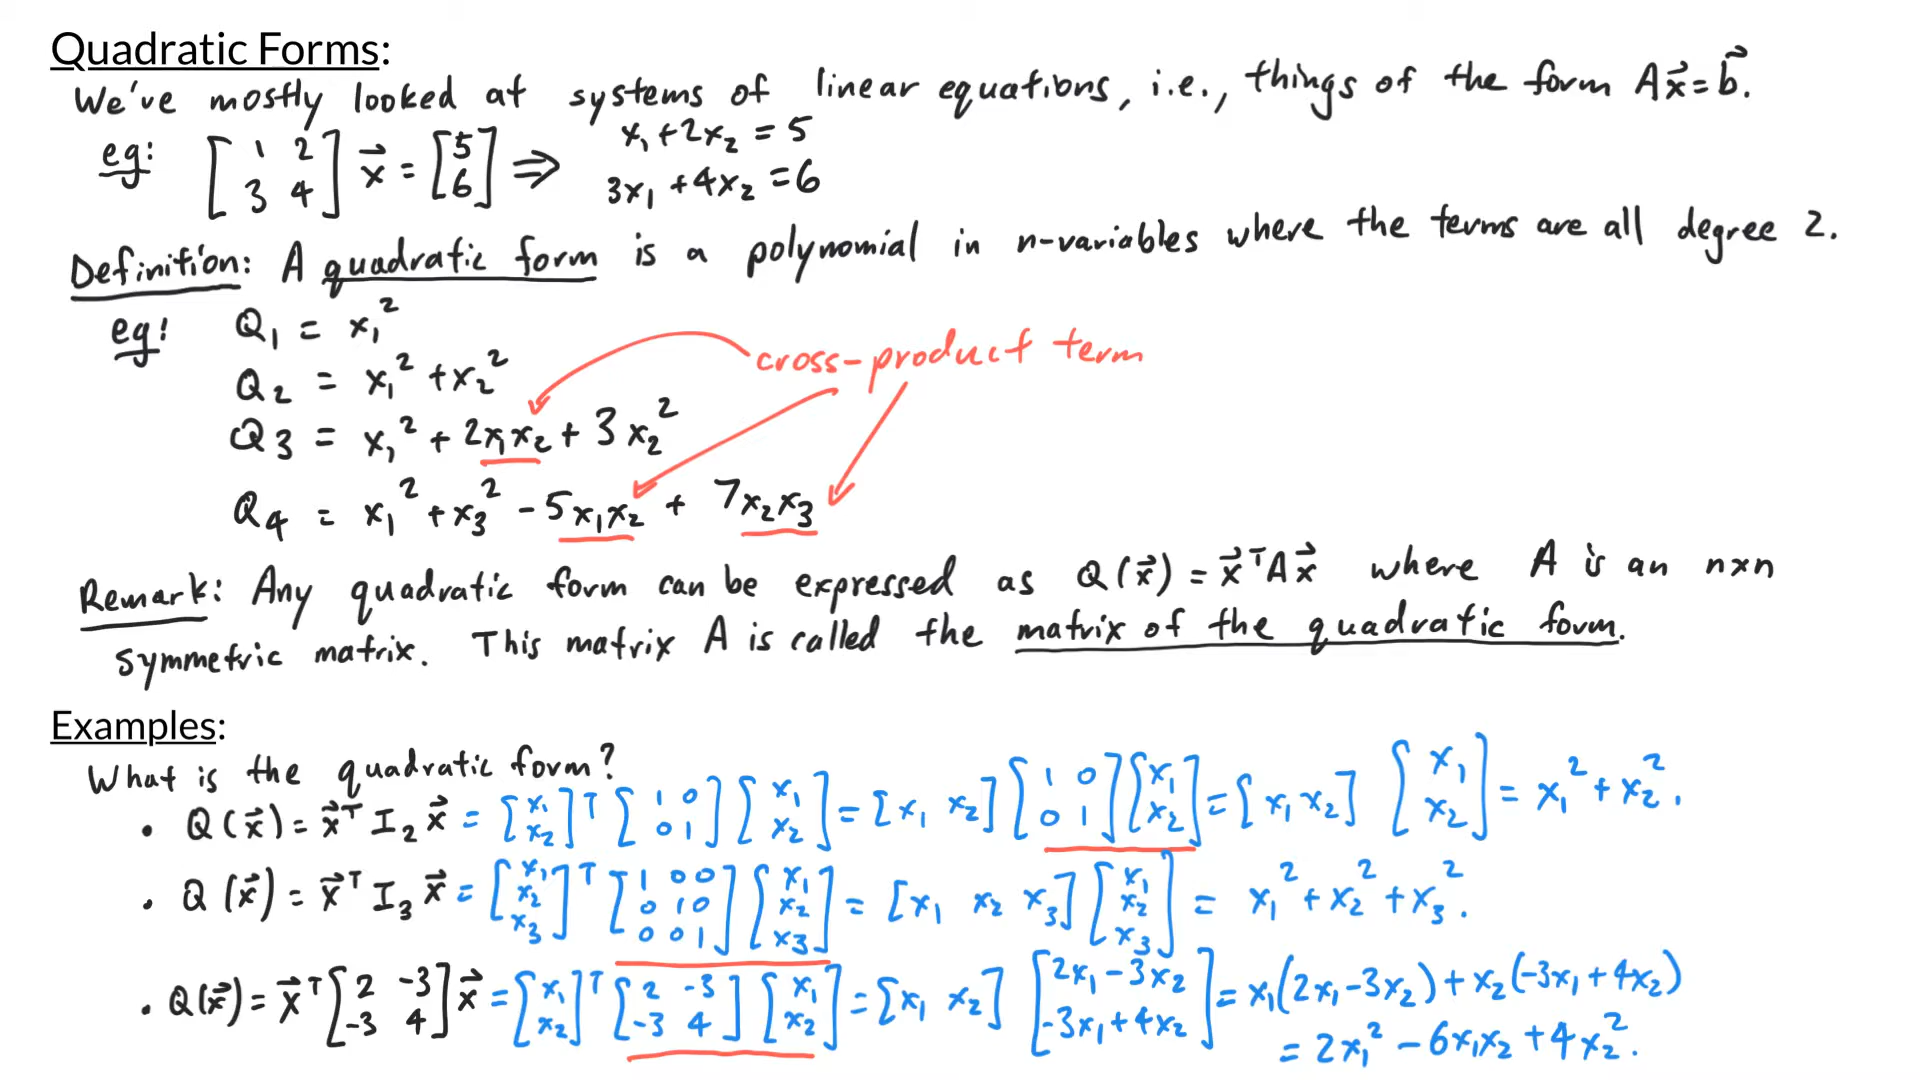 Quadratic Forms:
We've mostly looked at systems of linear equations, i.e., things of the form Ax⃗=b⃗.
eg: [1 2; 3 4] x⃗ = [5; 6] ⇒ x₁+2x₂ = 5
3x₁+4x₂ = 6
Definition: A quadratic form is a polynomial in n-variables where the terms are all degree 2.
eg: Q₁ = x₁²
Q₂ = x₁² + x₂²
cross-product term
Q₃ = x₁² + 2x₁x₂ + 3x₂²
Q₄ = x₁² + x₃² - 5x₁x₂ + 7x₂x₃
Remark: Any quadratic form can be expressed as Q(x⃗) = x⃗ᵀAx⃗ where A is an n×n
symmetric matrix. This matrix A is called the matrix of the quadratic form.
Examples:
What is the quadratic form?
• Q(x⃗) = x⃗ᵀ I₂ x⃗ = [x₁; x₂]ᵀ [1 0; 0 1] [x₁; x₂] = [x₁ x₂] [1 0; 0 1] [x₁; x₂] = [x₁ x₂] [x₁; x₂] = x₁² + x₂².
• Q(x⃗) = x⃗ᵀ I₃ x⃗ = [x₁; x₂; x₃]ᵀ [1 0 0; 0 1 0; 0 0 1] [x₁; x₂; x₃] = [x₁ x₂ x₃] [x₁; x₂; x₃] = x₁² + x₂² + x₃².
• Q(x⃗) = x⃗ᵀ [2 -3; -3 4] x⃗ = [x₁; x₂]ᵀ [2 -3; -3 4] [x₁; x₂] = [x₁ x₂] [2x₁-3x₂; -3x₁+4x₂] = x₁(2x₁-3x₂) + x₂(-3x₁+4x₂)
= 2x₁² - 6x₁x₂ + 4x₂².